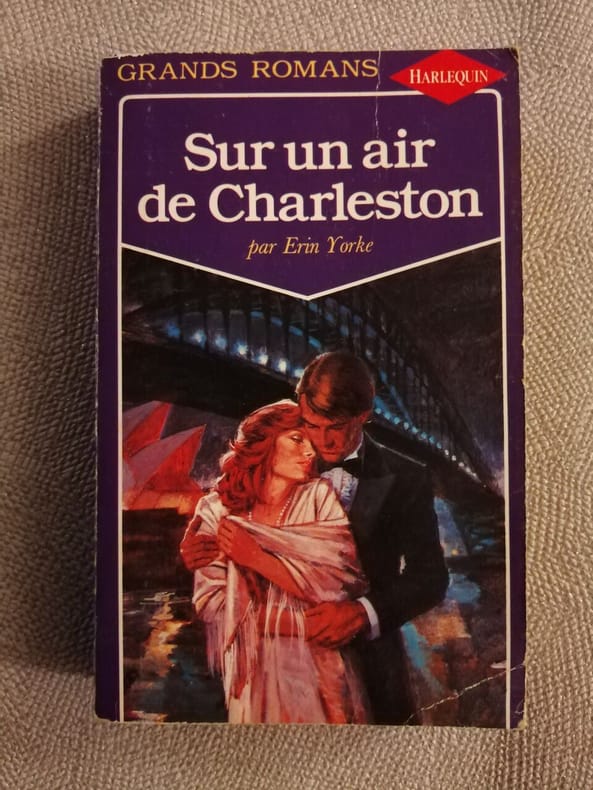 GRANDS ROMANS
HARLEQUIN
Sur un air
de Charleston
par Erin Yorke